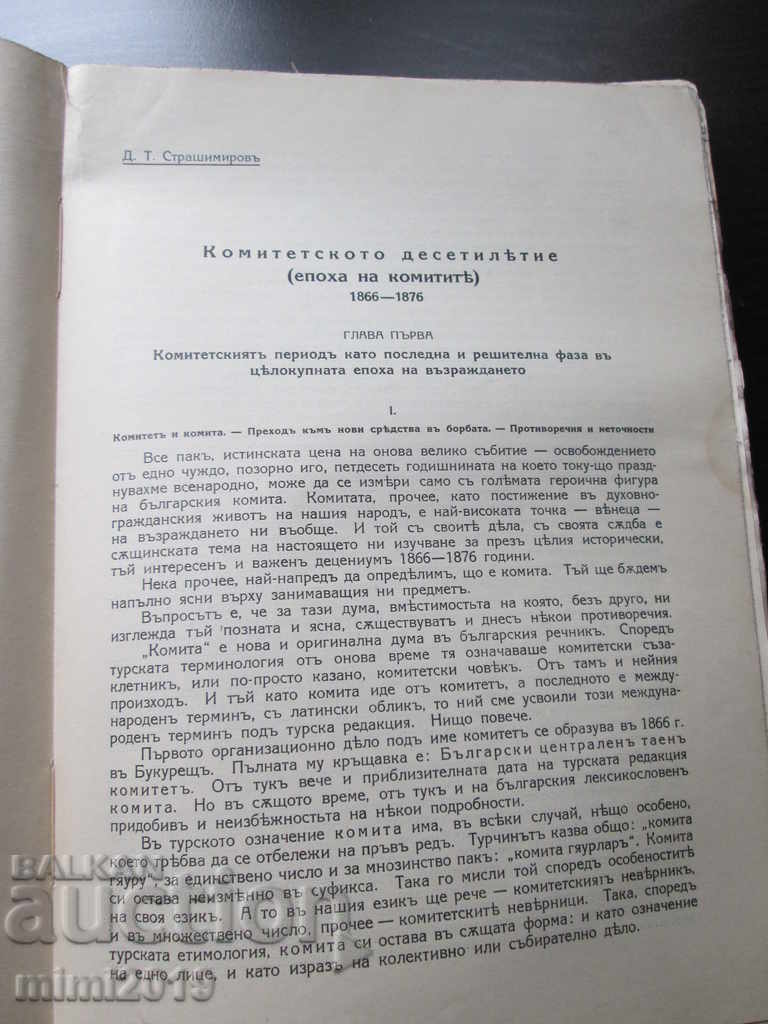 Д. Т. Страшимировъ
Комитетското десетилѣтие
(епоха на комититѣ)
1866—1876
ГЛАВА ПЪРВА
Комитетскиятъ периодъ като последна и решителна фаза въ
цѣлокупната епоха на възраждането
I.
Комитетъ и комита. — Преходъ къмъ нови срѣдства въ борбата. — Противоречия и неточности
Все пакъ, истинската цена на онова велико събитие — освобождението
отъ едно чуждо, позорно иго, петдесеть годишнината на което току-що празд-
нувахме всенародно, може да се измѣри само съ голѣмата героична фигура
на българския комита. Комитата, прочее, като постижение въ духовно-
гражданския животъ на нашия народъ, е най-високата точка — вѣнеца —
на възраждането ни въобще. И той съ своитѣ дѣла, съ своята сѫдба е
сѫщинската тема на настоящето ни изучване за презъ цѣлия исторически,
тъй интересенъ и важенъ децениумъ 1866—1876 години.
Нека прочее, най-напредъ да опредѣлимъ, що е комита. Тъй ще бѫдемъ
напълно ясни върху занимаващия ни предметъ.
Въпросътъ е, че за тази дума, вмѣстимостьта на която, безъ друго, ни
изглежда тъй позната и ясна, сѫществуватъ и днесъ нѣкои противоречия.
„Комита“ е нова и оригинална дума въ българския речникъ. Споредъ
турската терминология отъ онова време тя означаваше комитетски съза-
клетникъ, или по-просто казано, комитетски човѣкъ. Отъ тамъ и нейния
произходъ. И тъй като комита иде отъ комитетъ, а последното е между-
народенъ терминъ, съ латински обликъ, то ний сме усвоили този междуна-
роденъ терминъ подъ турска редакция. Нищо повече.
Първото организационно дѣло подъ име комитетъ се образува въ 1866 г.
въ Букурещъ. Пълната му кръщавка е: Български централенъ таенъ
комитетъ. Отъ тукъ вече и приблизителната дата на турската редакция
комита. Но въ сѫщото време, отъ тукъ и на българския лексикословенъ
придобивъ и неизбѣжностьта на нѣкои подробности.
Въ турското означение комита има, въ всѣки случай, нѣщо особено,
което трѣбва да се отбележи на пръвъ редъ. Турчинътъ казва общо: „комита
гяуру“, за единствено число и за мнозинство пакъ: „комита гяурларъ“. Комита
си остава неизмѣнно въ суфикса. Така го мисли той споредъ особеноститѣ
на своя езикъ. А то въ нашия езикъ ще рече — комитетскиятъ невѣрникъ,
и въ множествено число, прочее — комитетскитѣ невѣрници. Така, споредъ
турската етимология, комита си остава въ сѫщата форма: и като означение
на едно лице, и като изразъ на колективно или събирателно дѣло.
BALKAN
auction
mimi2019